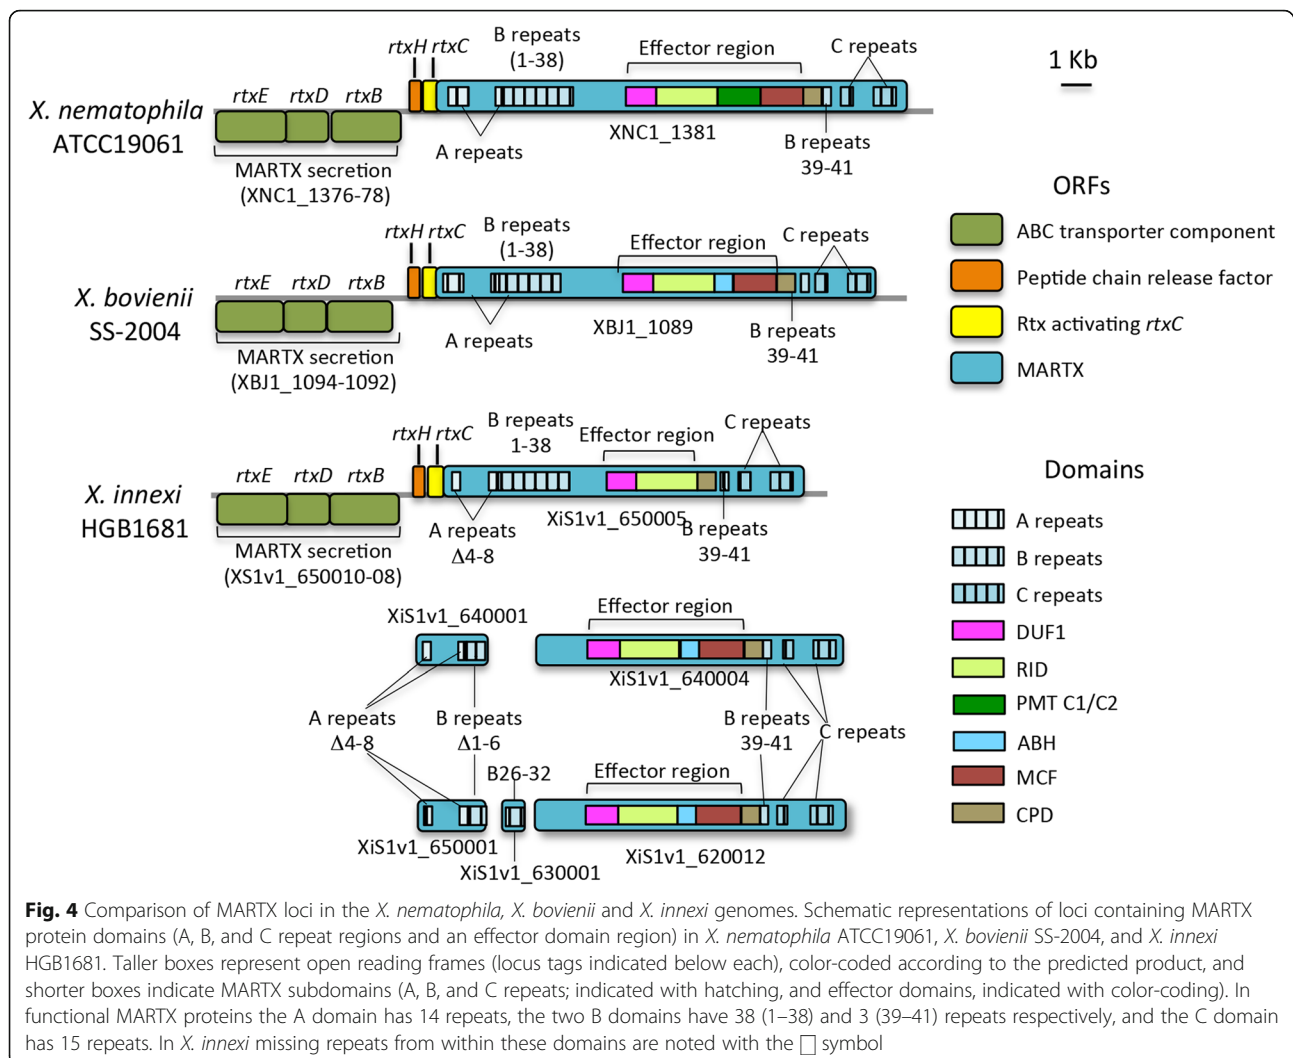 rtxH rtxC
B repeats
(1-38)
Effector region
C repeats
1 Kb
X. nematophila
ATCC19061
rtxE rtxD rtxB
XNC1_1381
A repeats
B repeats
39-41
MARTX secretion
(XNC1_1376-78)
ORFs
ABC transporter component
Peptide chain release factor
Rtx activating rtxC
MARTX
rtxH rtxC
B repeats
(1-38)
Effector region
C repeats
X. bovienii
SS-2004
rtxE rtxD rtxB
XBJ1_1089
A repeats
B repeats
39-41
MARTX secretion
(XBJ1_1094-1092)
rtxH rtxC
B repeats
1-38
Effector region
C repeats
X. innexi
HGB1681
rtxE rtxD rtxB
XiS1v1_650005
A repeats
Δ4-8
B repeats
39-41
MARTX secretion
(XS1v1_650010-08)
Domains
A repeats
B repeats
C repeats
DUF1
RID
PMT C1/C2
ABH
MCF
CPD
XiS1v1_640001
Effector region
XiS1v1_640004
A repeats
Δ4-8
B repeats
Δ1-6
B repeats
39-41
C repeats
B26-32
Effector region
XiS1v1_650001
XiS1v1_630001
XiS1v1_620012
Fig. 4 Comparison of MARTX loci in the X. nematophila, X. bovienii and X. innexi genomes. Schematic representations of loci containing MARTX
protein domains (A, B, and C repeat regions and an effector domain region) in X. nematophila ATCC19061, X. bovienii SS-2004, and X. innexi
HGB1681. Taller boxes represent open reading frames (locus tags indicated below each), color-coded according to the predicted product, and
shorter boxes indicate MARTX subdomains (A, B, and C repeats; indicated with hatching, and effector domains, indicated with color-coding). In
functional MARTX proteins the A domain has 14 repeats, the two B domains have 38 (1–38) and 3 (39–41) repeats respectively, and the C domain
has 15 repeats. In X. innexi missing repeats from within these domains are noted with the □ symbol